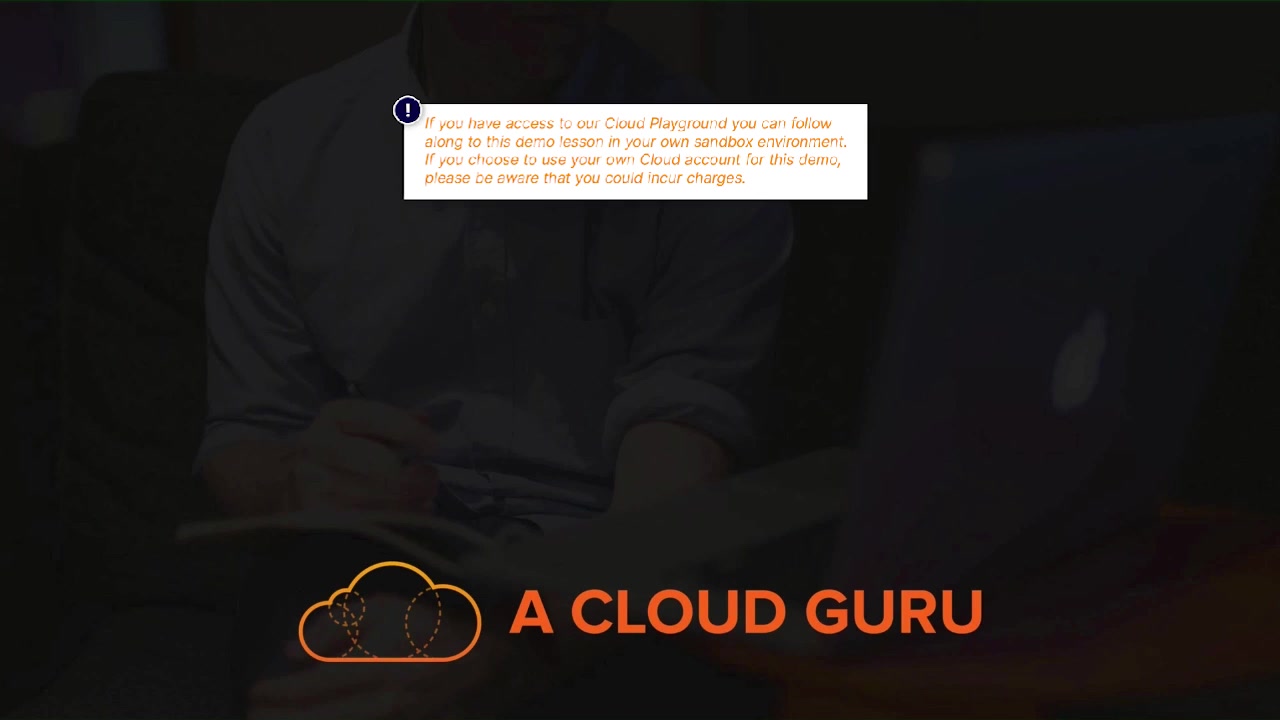 !
If you have access to our Cloud Playground you can follow
along to this demo lesson in your own sandbox environment.
If you choose to use your own Cloud account for this demo,
please be aware that you could incur charges.
A CLOUD GURU